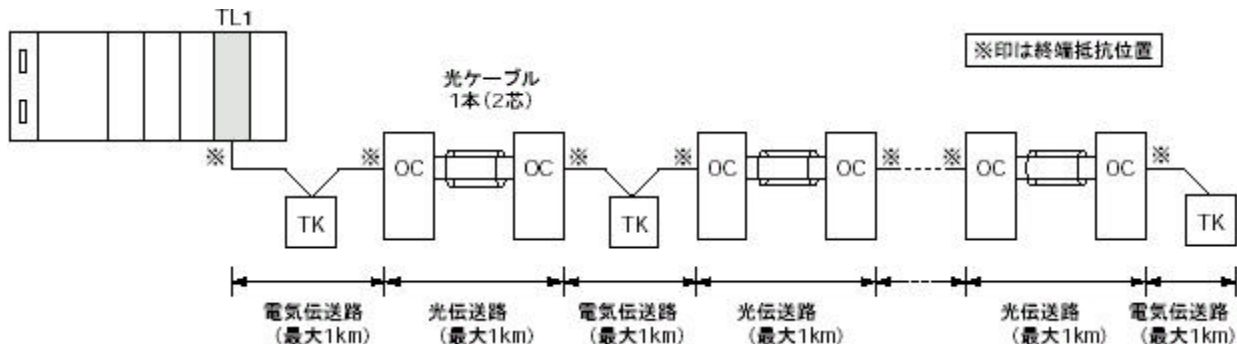 TL1
※印は終端抵抗位置
光ケーブル
1本(2芯)
※
※
OC
OC
※
※
OC
OC
※
※
OC
OC
※
TK
TK
TK
電気伝送路
(最大1km)
光伝送路
(最大1km)
電気伝送路
(最大1km)
光伝送路
(最大1km)
光伝送路
(最大1km)
電気伝送路
(最大1km)